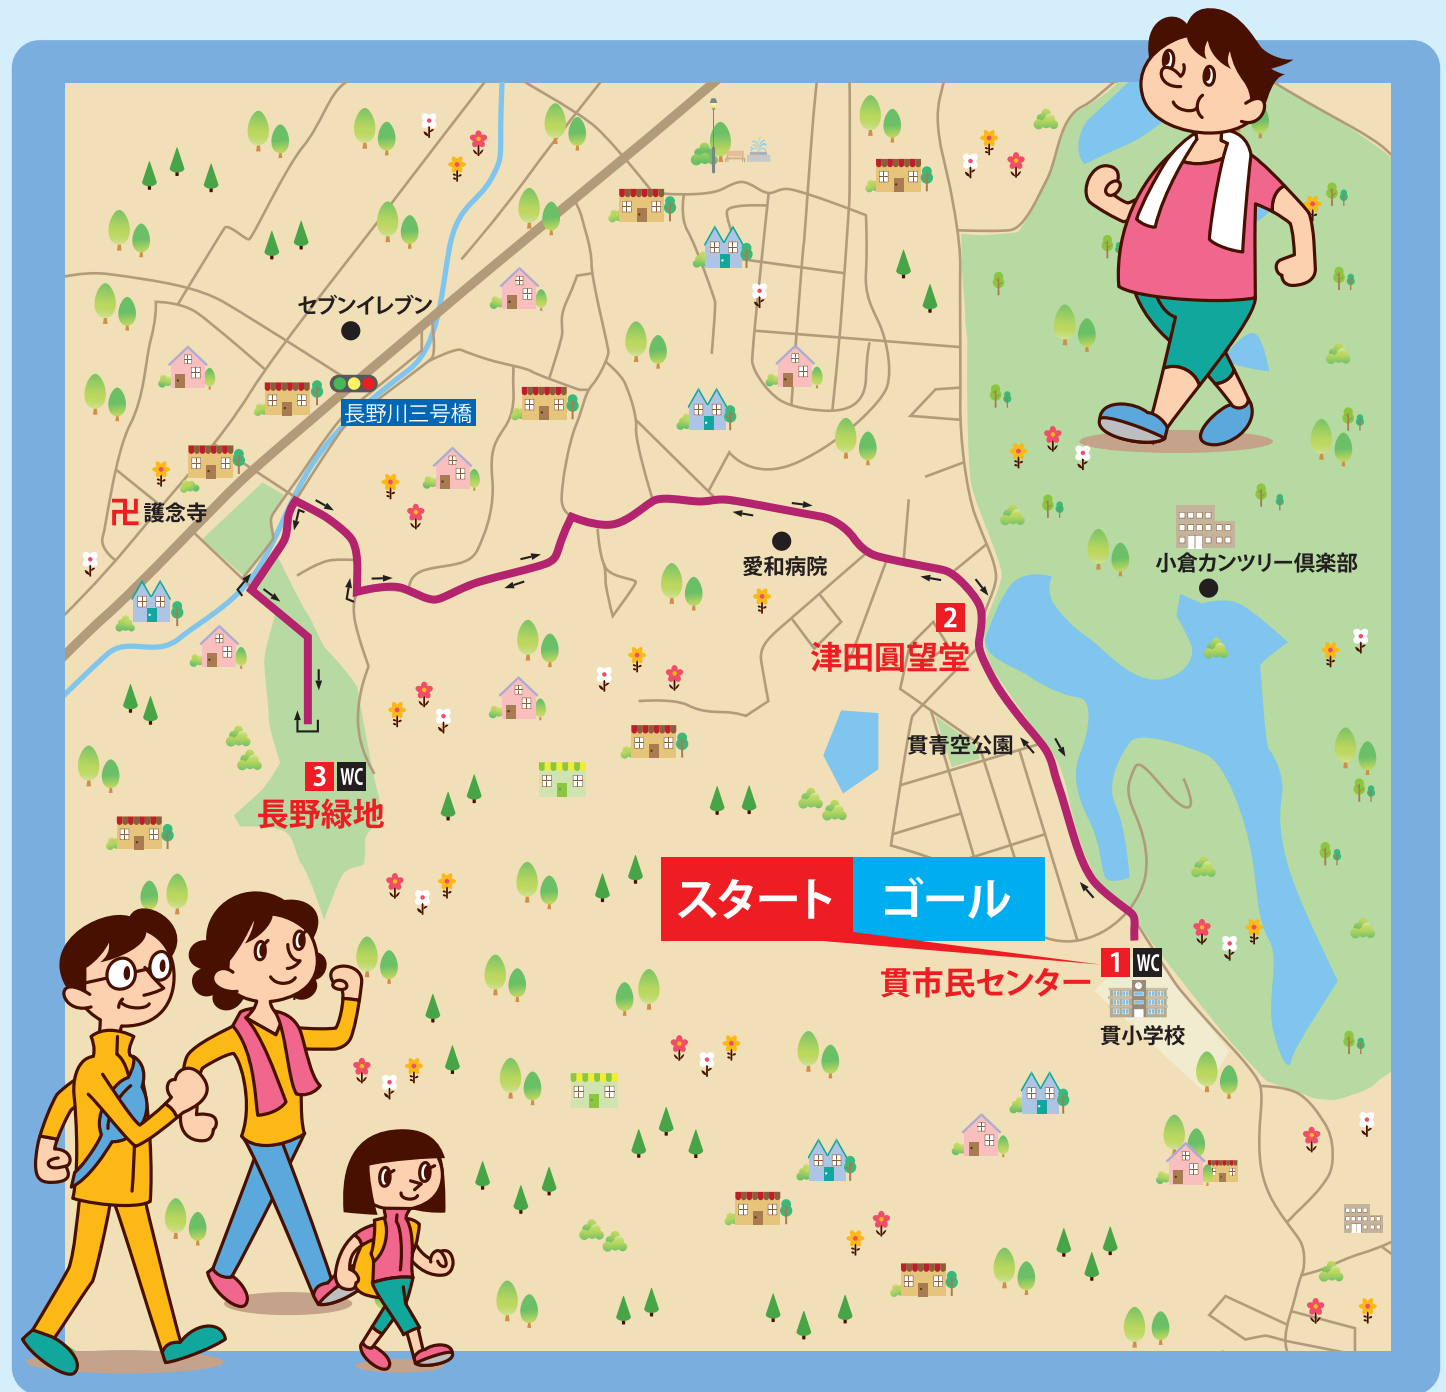 セブンイレブン
長野川三号橋
卍護念寺
愛和病院
小倉カンツリー倶楽部
2
津田圓望堂
貫青空公園
3 WC
長野緑地
スタート ゴール
1 WC
貫市民センター
貫小学校